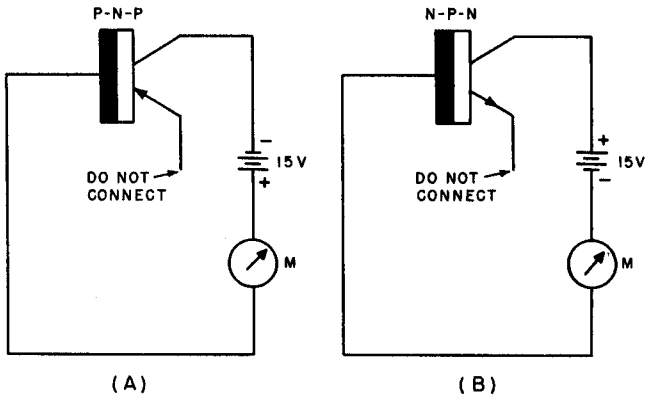 P-N-P
-
15V
+
DO NOT
CONNECT
M
(A)
N-P-N
+
15V
-
DO NOT
CONNECT
M
(B)